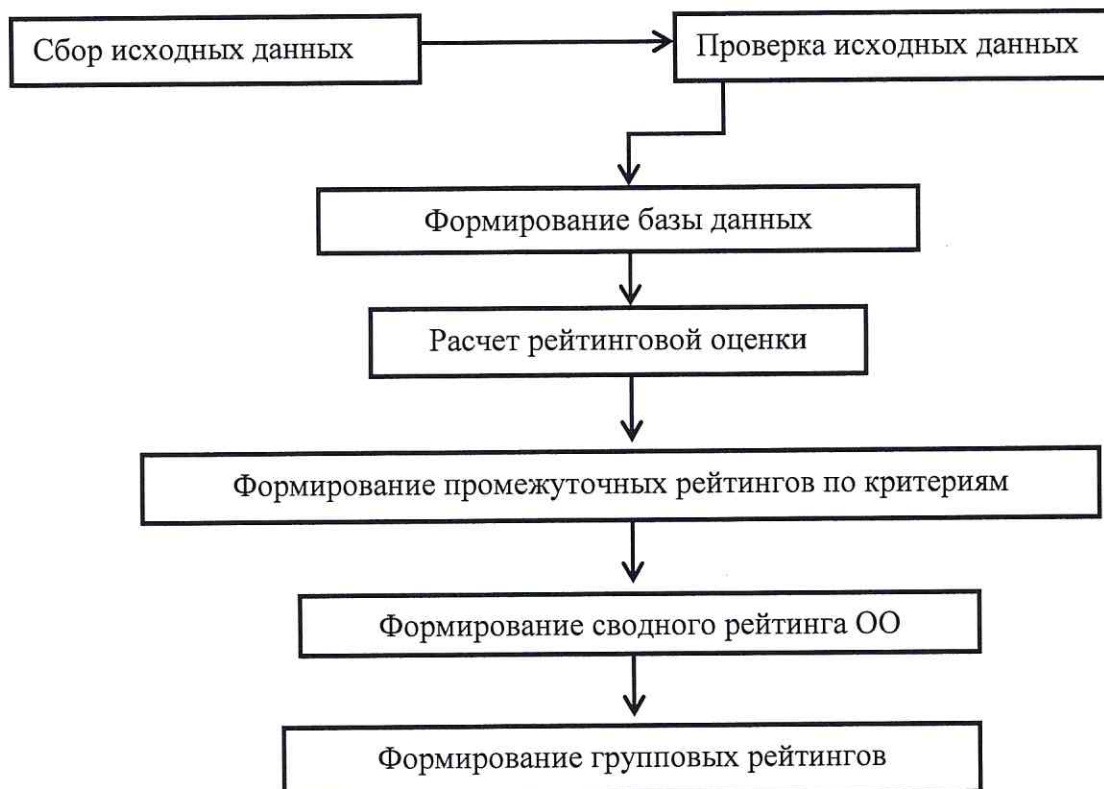 Сбор исходных данных
Проверка исходных данных
Формирование базы данных
Расчет рейтинговой оценки
Формирование промежуточных рейтингов по критериям
Формирование сводного рейтинга ОО
Формирование групповых рейтингов